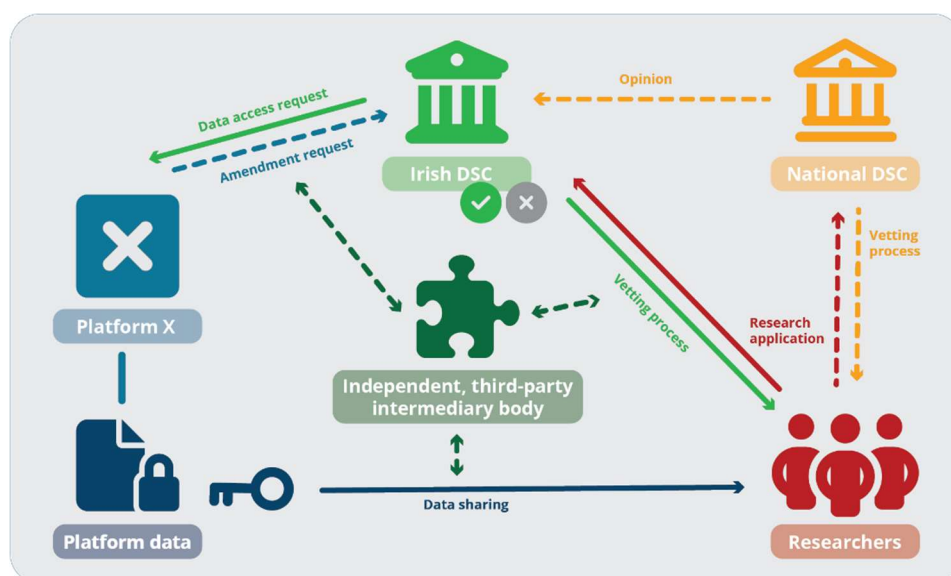 Opinion
Data access request
Amendment request
Irish DSC
National DSC
Vetting
process
Platform X
Vetting process
Research
application
Independent, third-party
intermediary body
Data sharing
Platform data
Researchers